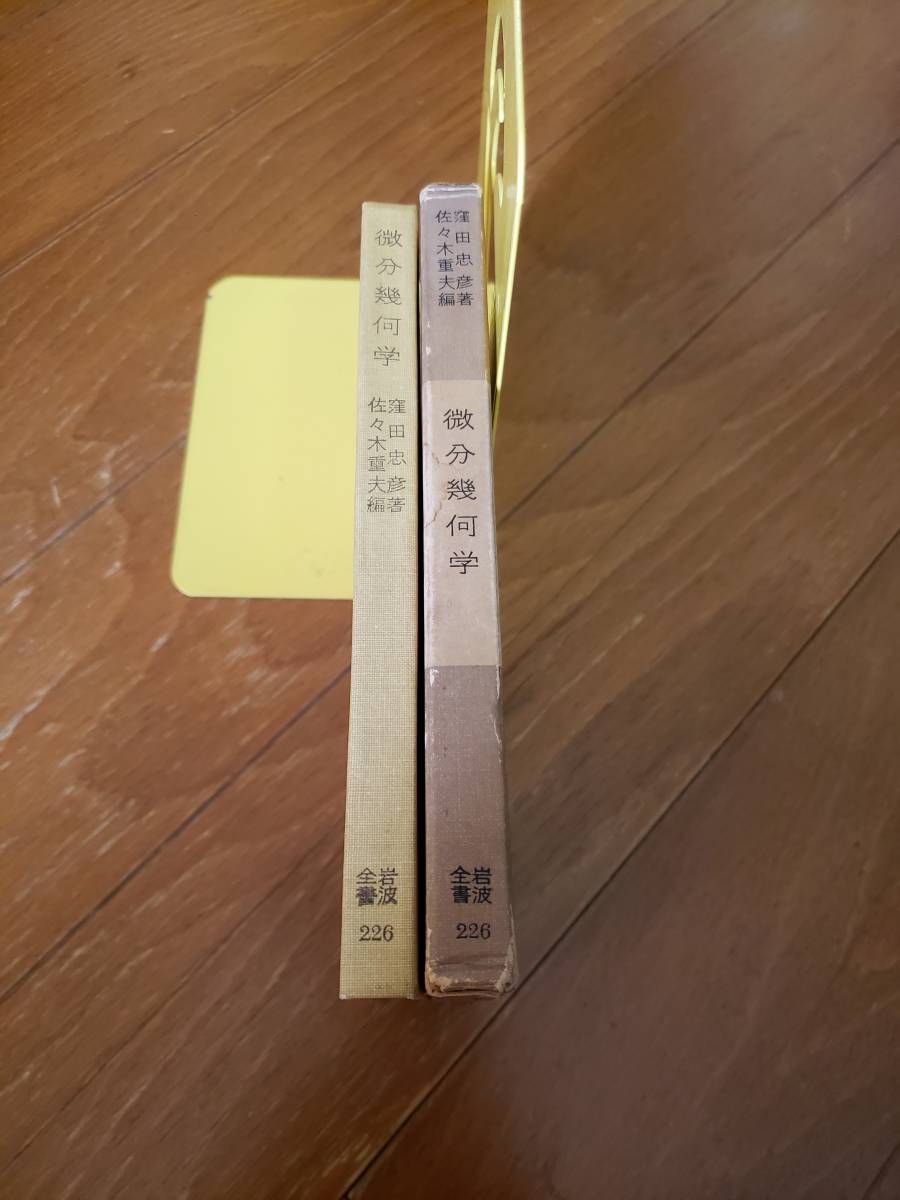 微分幾何学
窪田忠彦著
佐々木重夫編
岩波
全書
226
窪田忠彦著
佐々木重夫編
微分幾何学
岩波
全書
226